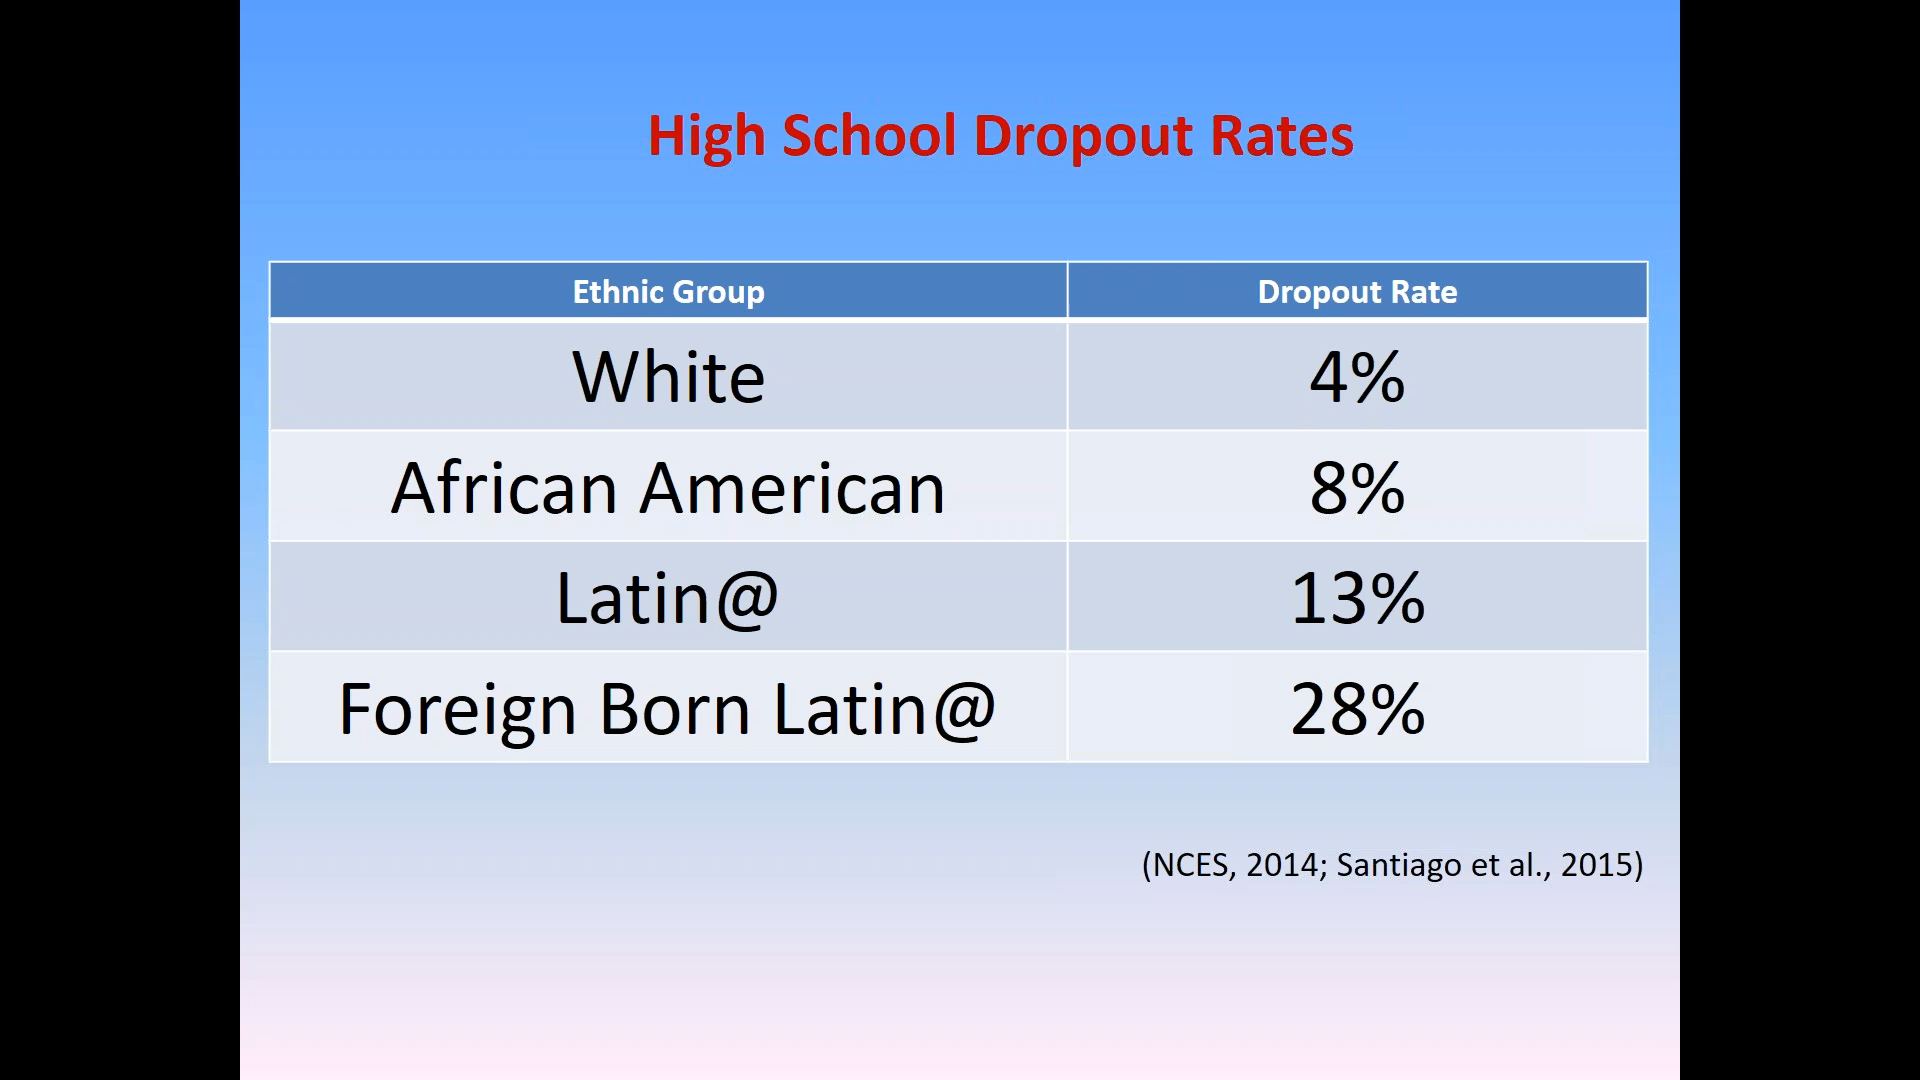 High School Dropout Rates
Ethnic Group Dropout Rate
White 4%
African American 8%
Latin@ 13%
Foreign Born Latin@ 28%
(NCES, 2014; Santiago et al., 2015)